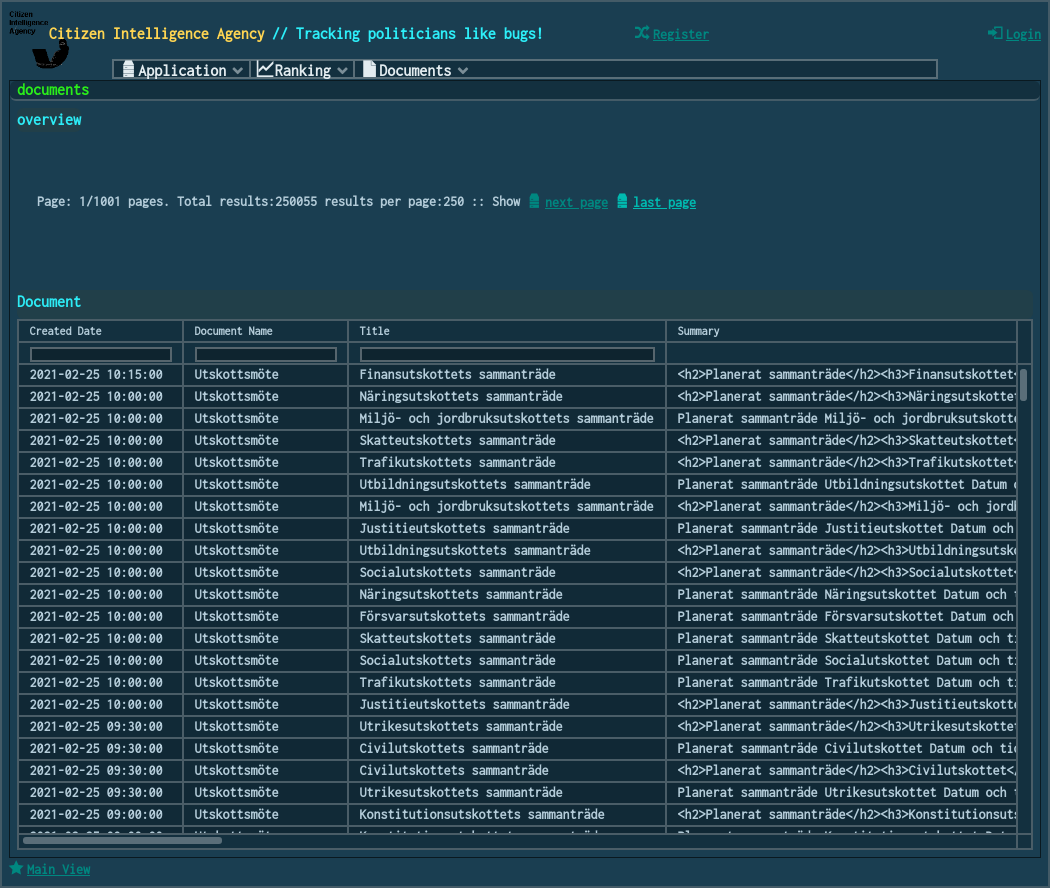 Citizen
Intelligence
Agency
Citizen Intelligence Agency // Tracking politicians like bugs!
Register
Login
Application
Ranking
Documents
documents
overview
Page: 1/1001 pages. Total results:250055 results per page:250 :: Show next page last page
Document
Created Date Document Name Title Summary
2021-02-25 10:15:00 Utskottsmöte Finansutskottets sammanträde <h2>Planerat sammanträde</h2><h3>Finansutskottet<
2021-02-25 10:00:00 Utskottsmöte Näringsutskottets sammanträde <h2>Planerat sammanträde</h2><h3>Näringsutskottet
2021-02-25 10:00:00 Utskottsmöte Miljö- och jordbruksutskottets sammanträde Planerat sammanträde Miljö- och jordbruksutskotte
2021-02-25 10:00:00 Utskottsmöte Skatteutskottets sammanträde <h2>Planerat sammanträde</h2><h3>Skatteutskottet<
2021-02-25 10:00:00 Utskottsmöte Trafikutskottets sammanträde <h2>Planerat sammanträde</h2><h3>Trafikutskottet<
2021-02-25 10:00:00 Utskottsmöte Utbildningsutskottets sammanträde Planerat sammanträde Utbildningsutskottet Datum o
2021-02-25 10:00:00 Utskottsmöte Miljö- och jordbruksutskottets sammanträde <h2>Planerat sammanträde</h2><h3>Miljö- och jordb
2021-02-25 10:00:00 Utskottsmöte Justitieutskottets sammanträde Planerat sammanträde Justitieutskottet Datum och
2021-02-25 10:00:00 Utskottsmöte Utbildningsutskottets sammanträde <h2>Planerat sammanträde</h2><h3>Utbildningsutsko
2021-02-25 10:00:00 Utskottsmöte Socialutskottets sammanträde <h2>Planerat sammanträde</h2><h3>Socialutskottet<
2021-02-25 10:00:00 Utskottsmöte Näringsutskottets sammanträde Planerat sammanträde Näringsutskottet Datum och t
2021-02-25 10:00:00 Utskottsmöte Försvarsutskottets sammanträde Planerat sammanträde Försvarsutskottet Datum och
2021-02-25 10:00:00 Utskottsmöte Skatteutskottets sammanträde Planerat sammanträde Skatteutskottet Datum och ti
2021-02-25 10:00:00 Utskottsmöte Socialutskottets sammanträde Planerat sammanträde Socialutskottet Datum och ti
2021-02-25 10:00:00 Utskottsmöte Trafikutskottets sammanträde Planerat sammanträde Trafikutskottet Datum och ti
2021-02-25 10:00:00 Utskottsmöte Justitieutskottets sammanträde <h2>Planerat sammanträde</h2><h3>Justitieutskotte
2021-02-25 09:30:00 Utskottsmöte Utrikesutskottets sammanträde <h2>Planerat sammanträde</h2><h3>Utrikesutskottet
2021-02-25 09:30:00 Utskottsmöte Civilutskottets sammanträde Planerat sammanträde Civilutskottet Datum och tid
2021-02-25 09:30:00 Utskottsmöte Civilutskottets sammanträde <h2>Planerat sammanträde</h2><h3>Civilutskottet</
2021-02-25 09:30:00 Utskottsmöte Utrikesutskottets sammanträde Planerat sammanträde Utrikesutskottet Datum och t
2021-02-25 09:00:00 Utskottsmöte Konstitutionsutskottets sammanträde <h2>Planerat sammanträde</h2><h3>Konstitutionsuts
Main View